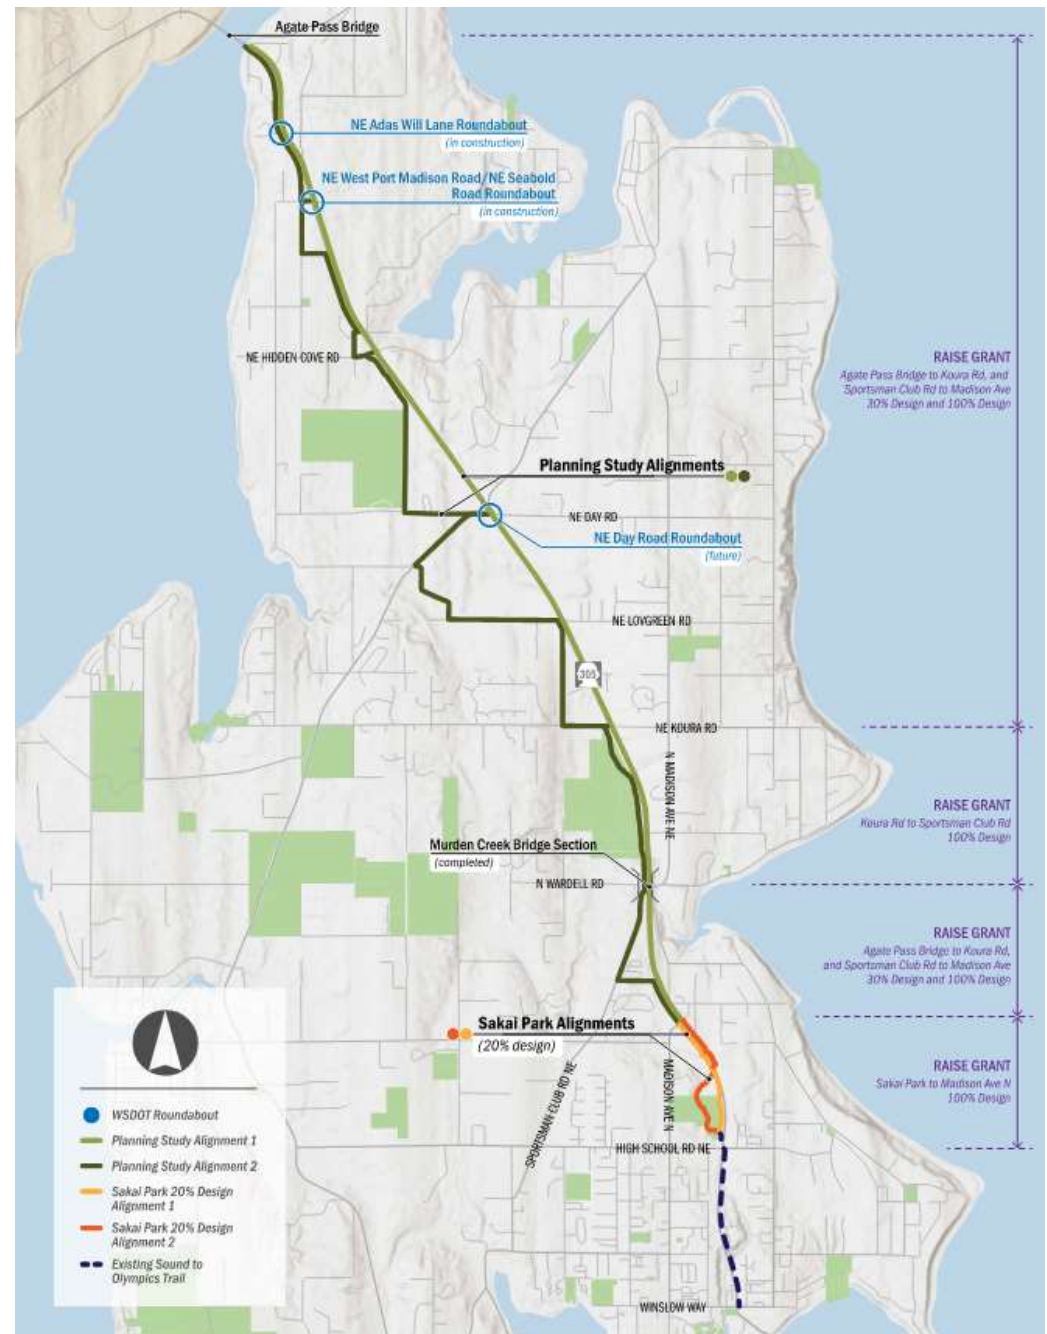 Agate Pass Bridge
NE Adas Will Lane Roundabout
(in construction)
NE West Port Madison Road/NE Seabold
Road Roundabout
(in construction)
NE HIDDEN COVE RD
RAISE GRANT
Agate Pass Bridge to Koura Rd, and
Sportsman Club Rd to Madison Ave
30% Design and 100% Design
Planning Study Alignments
NE DAY RD
NE Day Road Roundabout
(future)
NE LOVGREEN RD
305
NE KOURA RD
N MADISON AVE NE
RAISE GRANT
Koura Rd to Sportsman Club Rd
100% Design
Murden Creek Bridge Section
(completed)
N WARDELL RD
RAISE GRANT
Agate Pass Bridge to Koura Rd,
and Sportsman Club Rd to Madison Ave
30% Design and 100% Design
Sakai Park Alignments
(20% design)
SPORTSMAN CLUB RD NE
MADISON AVE N
RAISE GRANT
Sakai Park to Madison Ave N
100% Design
HIGH SCHOOL RD NE
WINSLOW WAY
WSDOT Roundabout
Planning Study Alignment 1
Planning Study Alignment 2
Sakai Park 20% Design
Alignment 1
Sakai Park 20% Design
Alignment 2
Existing Sound to
Olympics Trail